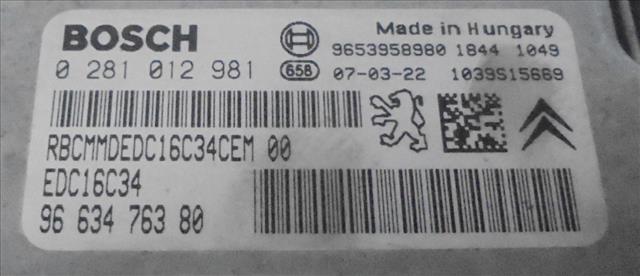 BOSCH
Made in Hungary
9653958980 1844 1049
0 281 012 981
658 07-03-22 1039S15669
RBCMMDEDC16C34CEM 00
EDC16C34
96 634 763 80